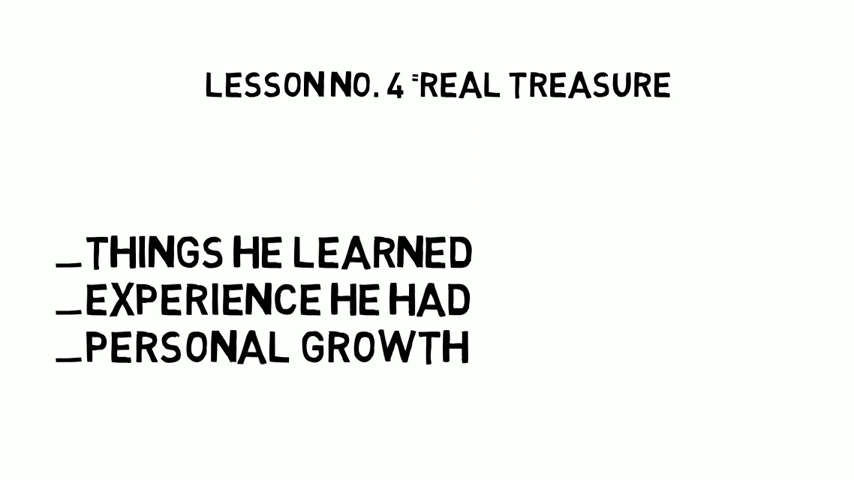 LESSON NO. 4 =REAL TREASURE
_THINGS HE LEARNED
_EXPERIENCE HE HAD
_PERSONAL GROWTH